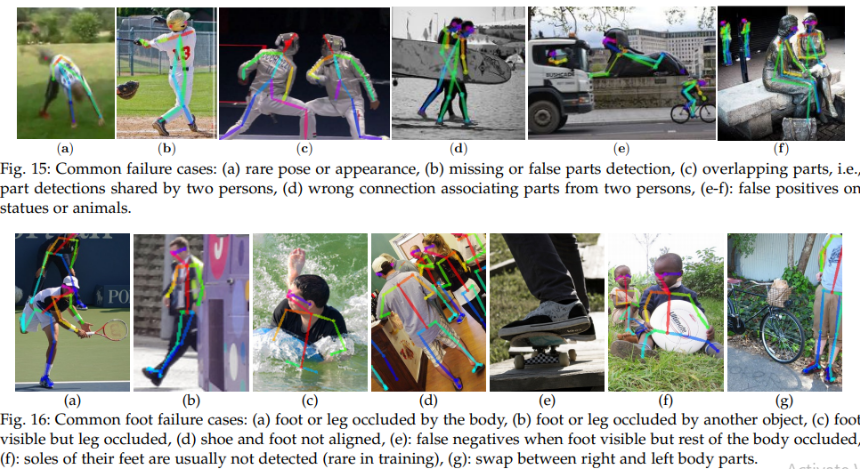 (a) (b) (c) (d) (e) (f)
Fig. 15: Common failure cases: (a) rare pose or appearance, (b) missing or false parts detection, (c) overlapping parts, i.e.,
part detections shared by two persons, (d) wrong connection associating parts from two persons, (e-f): false positives on
statues or animals.
PO
(a) (b) (c) (d) (e) (f) (g)
Fig. 16: Common foot failure cases: (a) foot or leg occluded by the body, (b) foot or leg occluded by another object, (c) foot
visible but leg occluded, (d) shoe and foot not aligned, (e): false negatives when foot visible but rest of the body occluded,
(f): soles of their feet are usually not detected (rare in training), (g): swap between right and left body parts.